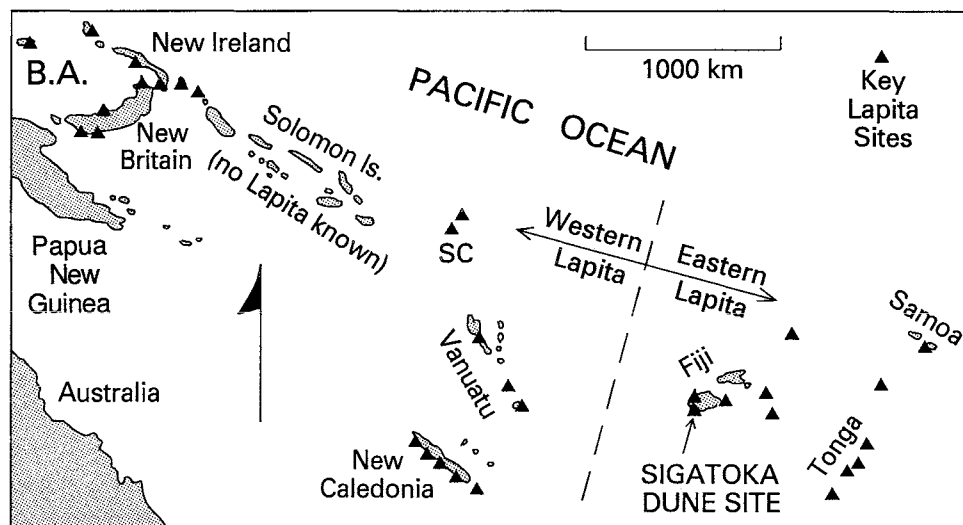 New Ireland
B.A.
New
Britain
Solomon Is.
(no Lapita known)
PACIFIC OCEAN
1000 km
Key
Lapita
Sites
Papua
New
Guinea
SC
Western
Lapita
Eastern
Lapita
Samoa
Vanuatu
Fiji
Australia
Tonga
New
Caledonia
SIGATOKA
DUNE SITE